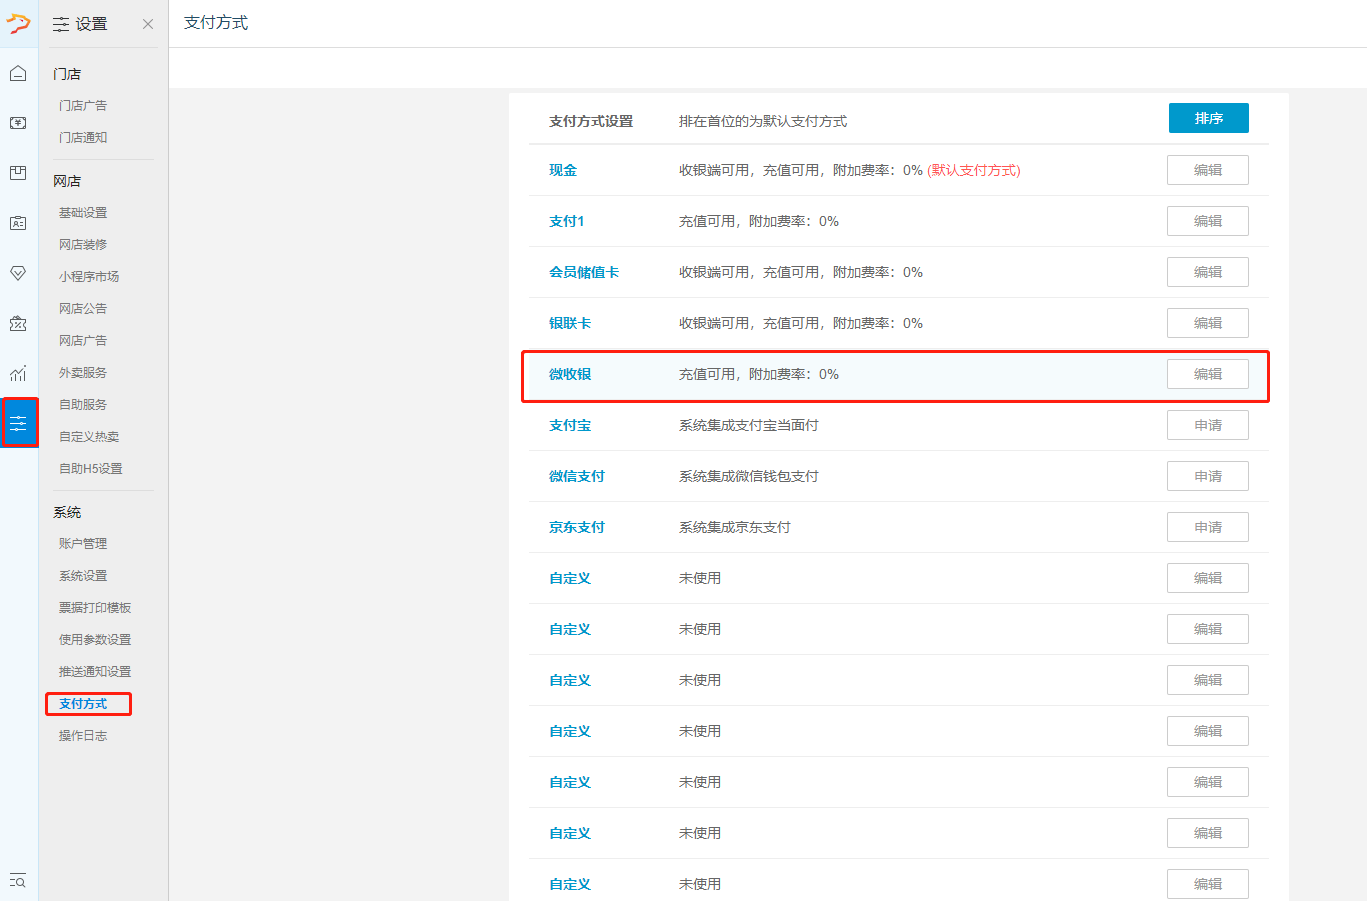 设置
支付方式
门店
门店广告
门店通知
网店
基础设置
网店装修
小程序市场
网店公告
网店广告
外卖服务
自助服务
自定义热卖
自助H5设置
系统
账户管理
系统设置
票据打印模板
使用参数设置
推送通知设置
支付方式
操作日志
支付方式设置 排在首位的为默认支付方式 排序
现金 收银端可用，充值可用，附加费率：0% (默认支付方式) 编辑
支付1 充值可用，附加费率：0% 编辑
会员储值卡 收银端可用，充值可用，附加费率：0% 编辑
银联卡 收银端可用，充值可用，附加费率：0% 编辑
微收银 充值可用，附加费率：0% 编辑
支付宝 系统集成支付宝当面付 申请
微信支付 系统集成微信钱包支付 申请
京东支付 系统集成京东支付 申请
自定义 未使用 编辑
自定义 未使用 编辑
自定义 未使用 编辑
自定义 未使用 编辑
自定义 未使用 编辑
自定义 未使用 编辑
自定义 未使用 编辑